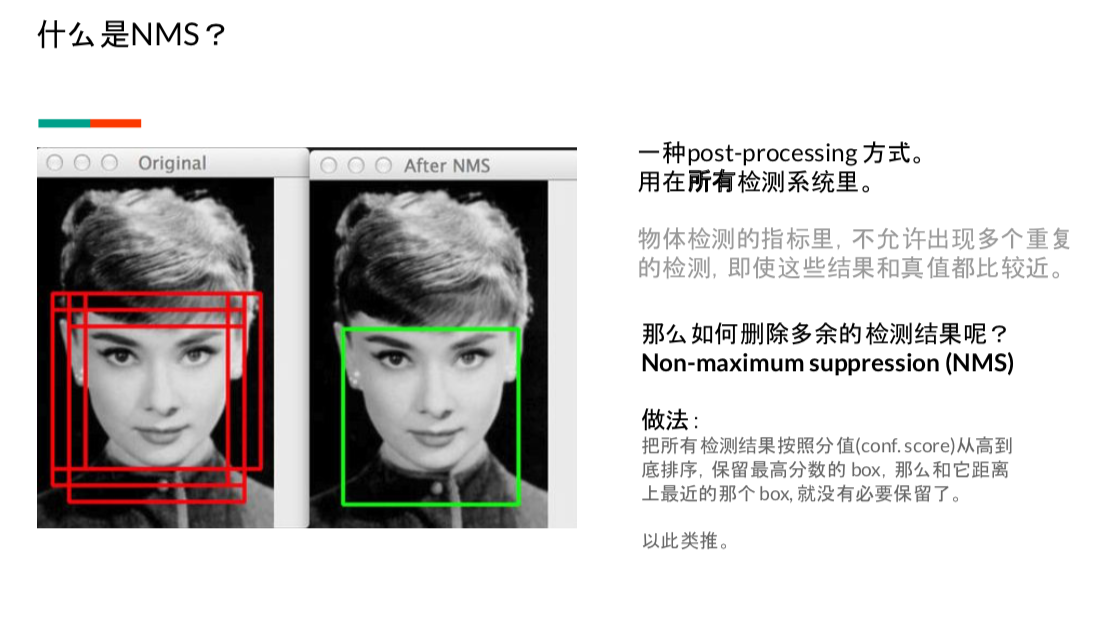 什么是NMS？
Original
After NMS
一种post-processing 方式。
用在所有检测系统里。
物体检测的指标里, 不允许出现多个重复
的检测, 即使这些结果和真值都比较近。
那么如何删除多余的检测结果呢？
Non-maximum suppression (NMS)
做法:
把所有检测结果按照分值(conf. score)从高到
底排序, 保留最高分数的 box, 那么和它距离
上最近的那个 box, 就没有必要保留了。
以此类推。